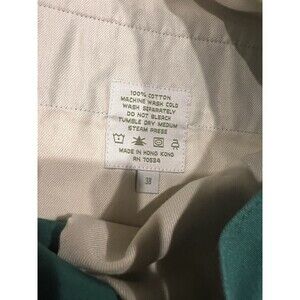 100% COTTON
MACHINE WASH COLD
WASH SEPARATELY
DO NOT BLEACH
TUMBLE DRY MEDIUM
STEAM PRESS
MADE IN HONG KONG
RN 70534
38